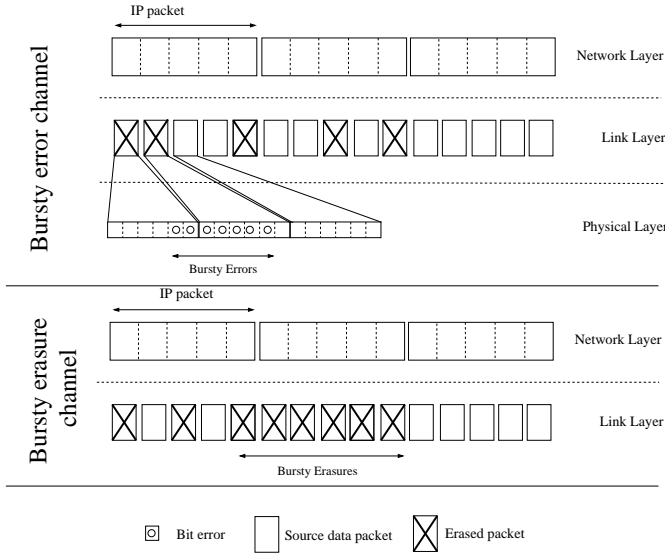 IP packet
Network Layer
Bursty error channel
Link Layer
Physical Layer
Bursty Errors
IP packet
Network Layer
Bursty erasure
channel
Link Layer
Bursty Erasures
Bit error
Source data packet
Erased packet